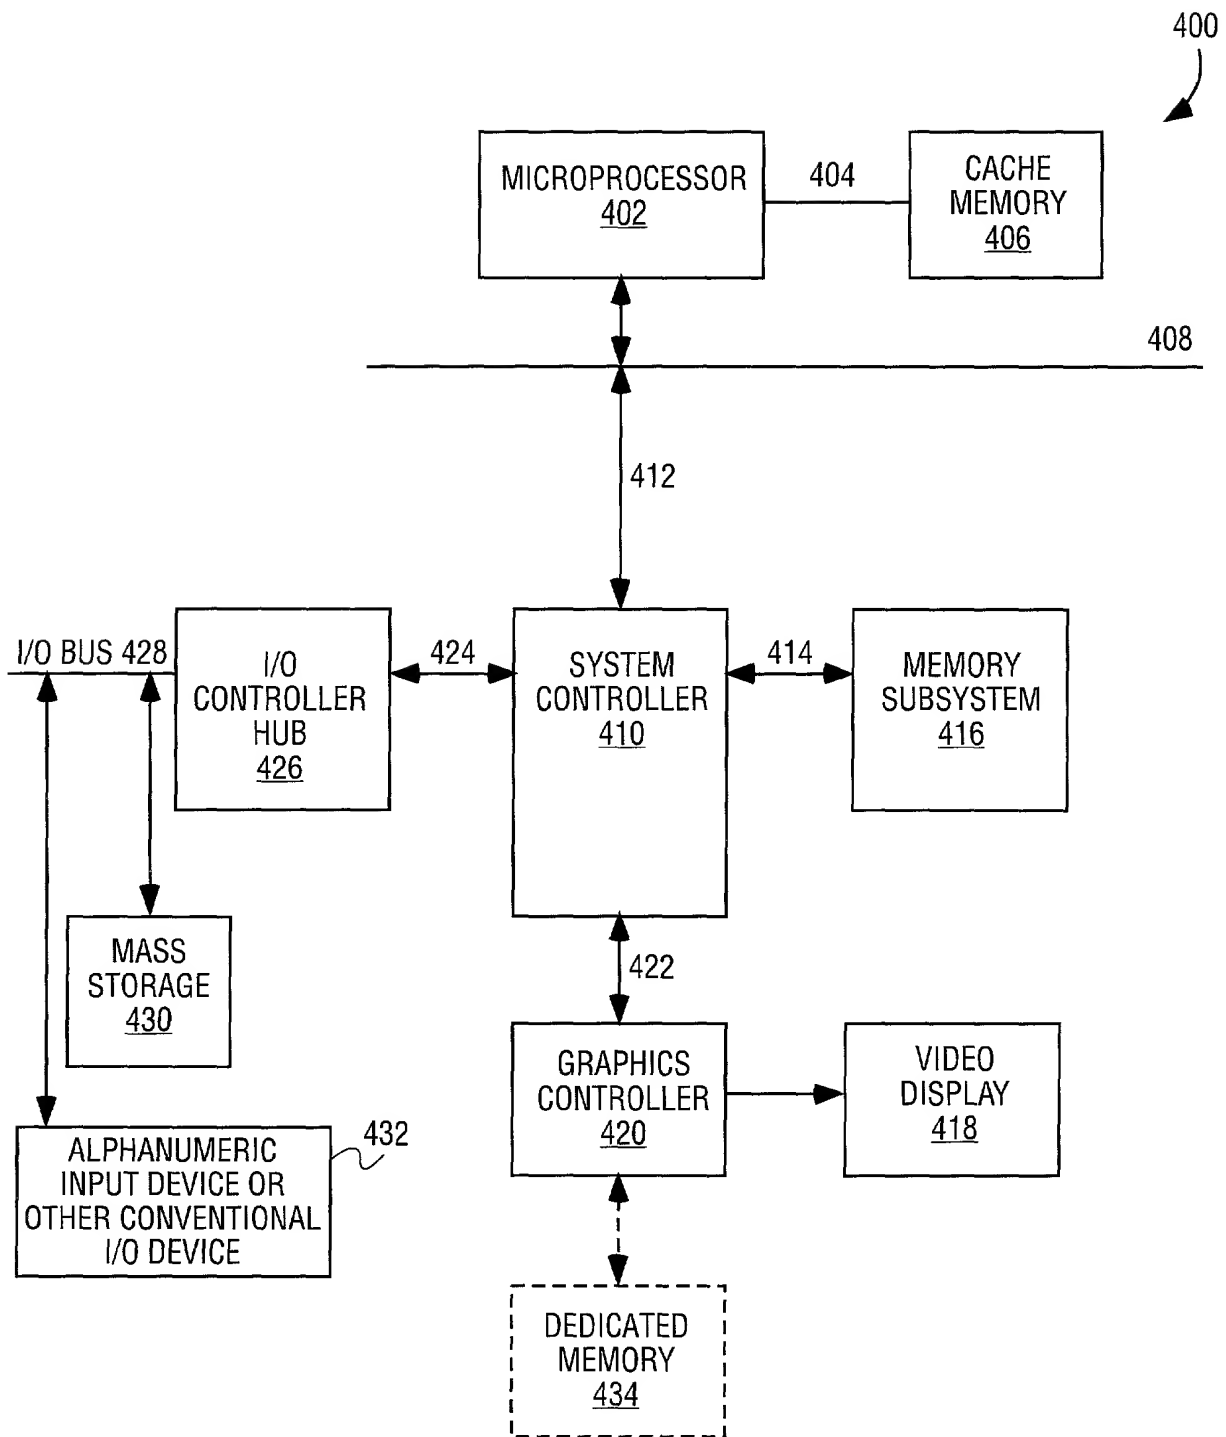 400
MICROPROCESSOR
402
404
CACHE
MEMORY
406
408
412
I/O BUS 428
I/O
CONTROLLER
HUB
426
424
SYSTEM
CONTROLLER
410
414
MEMORY
SUBSYSTEM
416
MASS
STORAGE
430
422
GRAPHICS
CONTROLLER
420
VIDEO
DISPLAY
418
ALPHANUMERIC
INPUT DEVICE OR
OTHER CONVENTIONAL
I/O DEVICE
432
DEDICATED
MEMORY
434